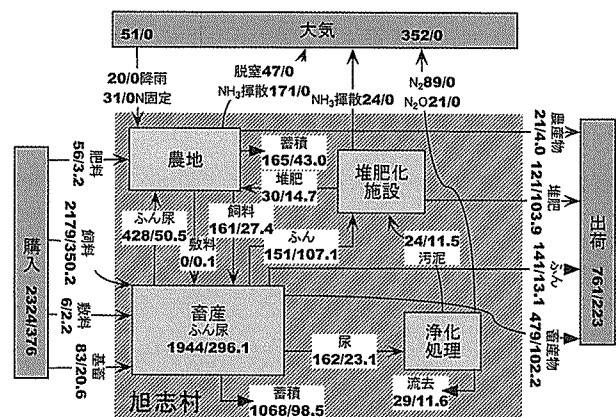 大気
51/0
352/0
20/0降雨
31/0N固定
脱窒47/0
NH₃揮散171/0
NH₃揮散24/0
N₂89/0
N₂O21/0
肥料
56/3.2
農地
蓄積
165/43.0
堆肥
30/14.7
堆肥化
施設
農産物
21/4.0
堆肥
121/103.9
飼料
2179/350.2
ふん尿
428/50.5
敷料
0/0.1
飼料
161/27.4
ふん
151/107.1
24/11.5
汚泥
ふん
141/13.1
購入
2324/376
出荷
761/223
敷料
6/2.2
畜産
ふん尿
1944/296.1
尿
162/23.1
浄化
処理
畜産物
479/102.2
基畜
83/20.6
旭志村
蓄積
1068/98.5
流去
29/11.6